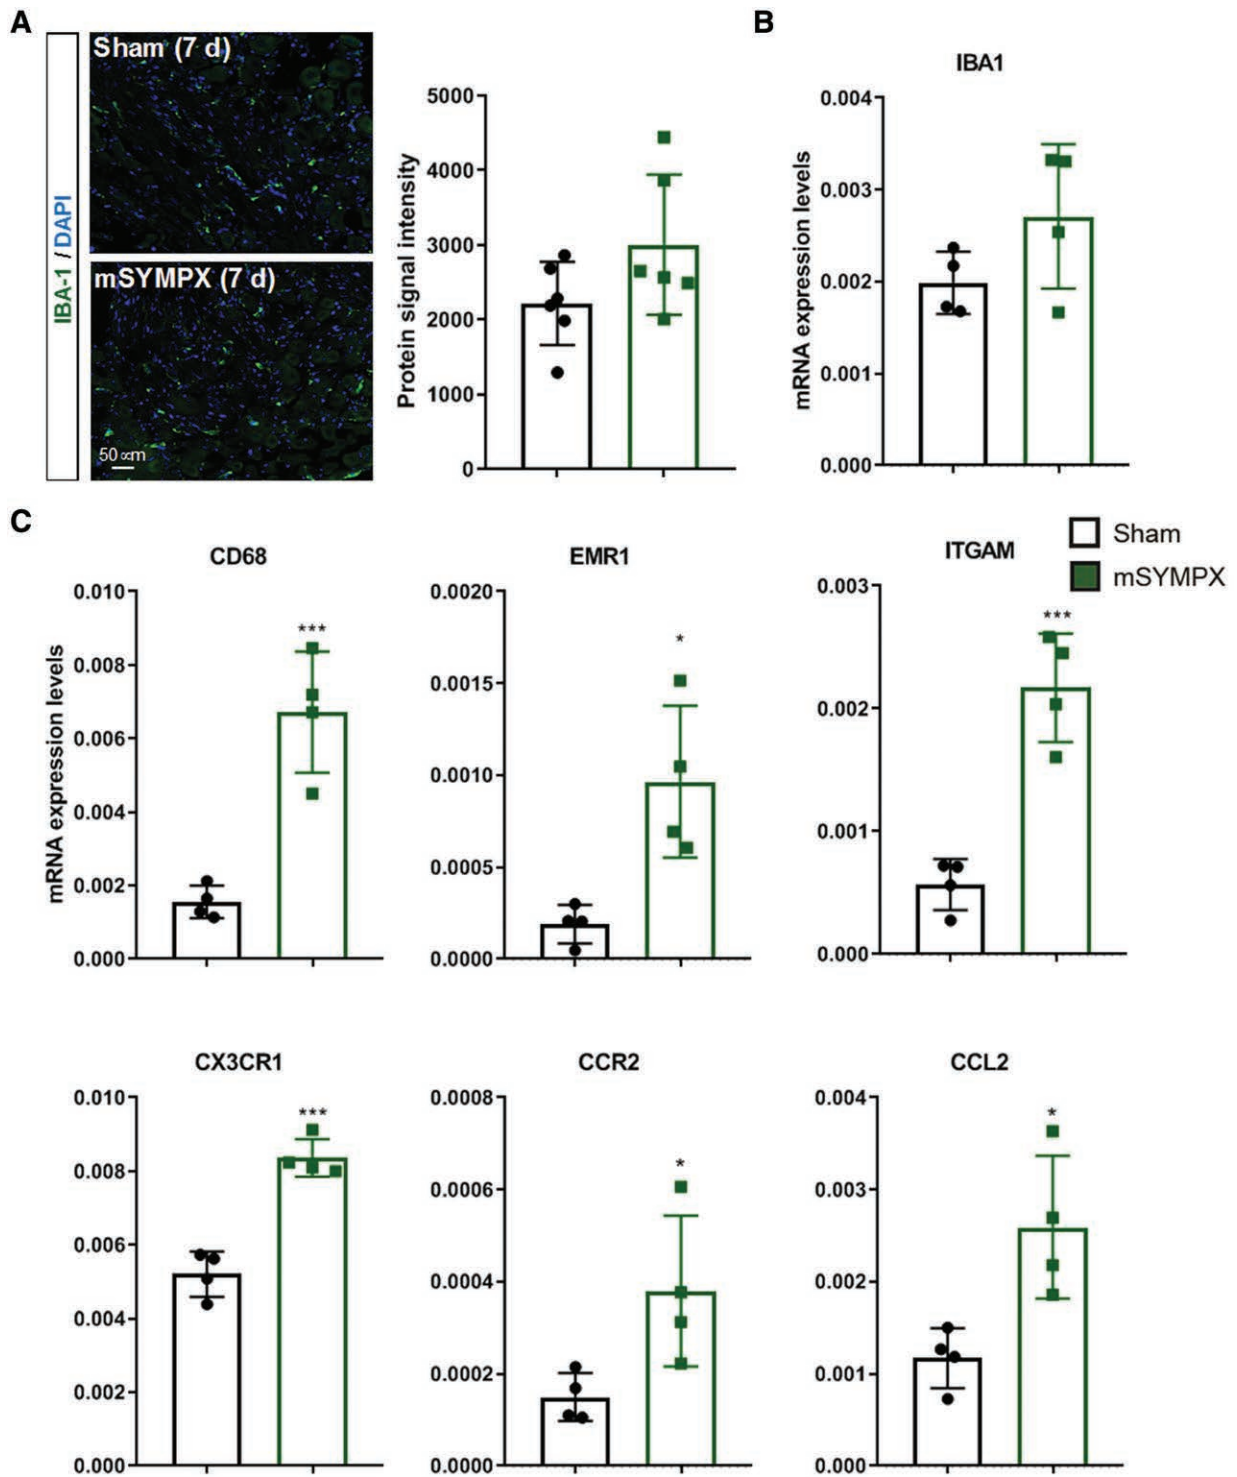 A
IBA-1 / DAPI
Sham (7 d)
mSYMPX (7 d)
50 ∝m
Protein signal intensity
5000
4000
3000
2000
1000
0
B
IBA1
mRNA expression levels
0.004
0.003
0.002
0.001
0.000
C
Sham
mSYMPX
CD68
mRNA expression levels
0.010
0.008
0.006
0.004
0.002
0.000
***
EMR1
0.0020
0.0015
0.0010
0.0005
0.0000
*
ITGAM
0.003
0.002
0.001
0.000
***
CX3CR1
0.010
0.008
0.006
0.004
0.002
0.000
***
CCR2
0.0008
0.0006
0.0004
0.0002
0.0000
*
CCL2
0.004
0.003
0.002
0.001
0.000
*